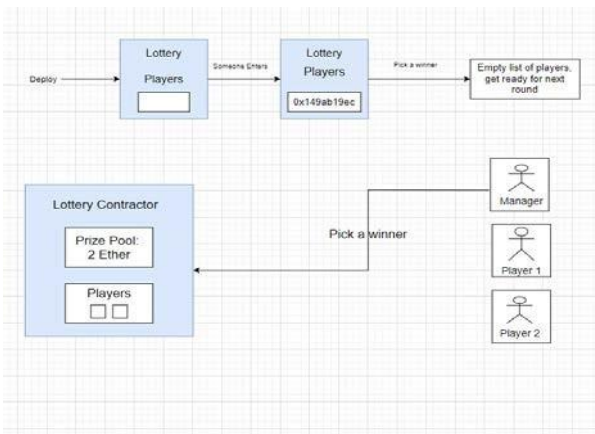 Deploy
Lottery
Players
Someone Enters
Lottery
Players
0x149ab19ec
Pick a winner
Empty list of players,
get ready for next
round
Lottery Contractor
Prize Pool:
2 Ether
Players
Pick a winner
Manager
Player 1
Player 2